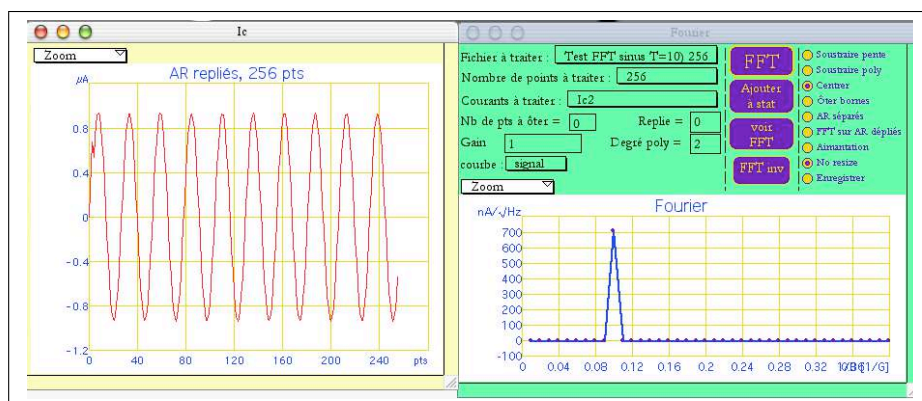 Ic
Zoom
µA
AR repliés, 256 pts
0.8
0.4
0
-0.4
-0.8
-1.2
0 40 80 120 160 200 240 pts
Fourier
Fichier à traiter : Test FFT sinus T=10) 256
Nombre de points à traiter : 256
Courants à traiter : Ic2
Nb de pts à ôter = 0 Replie = 0
Gain 1 Degré poly = 2
courbe : signal
Zoom
FFT
Ajouter
à stat
voir
FFT
FFT inv
Soustraire pente
Soustraire poly
Centrer
Ôter bornes
AR séparés
FFT sur AR dépliés
Aimantation
No resize
Enregistrer
nA/√/Hz
Fourier
700
600
500
400
300
200
100
0
-100
0 0.04 0.08 0.12 0.16 0.2 0.24 0.28 0.32